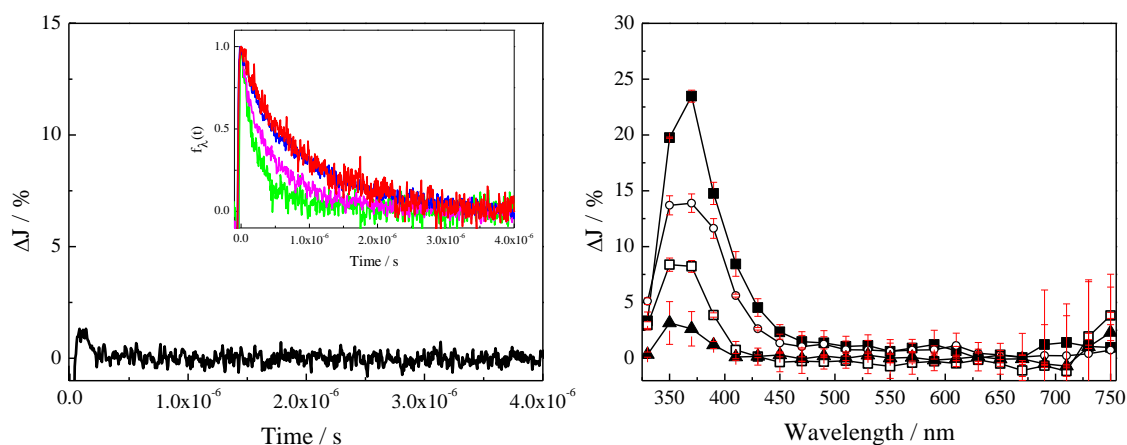 15
10
5
0
ΔJ / %
0.0
1.0x10⁻⁶
2.0x10⁻⁶
3.0x10⁻⁶
4.0x10⁻⁶
Time / s
1.0
0.5
0.0
f_λ(t)
0.0
1.0x10⁻⁶
2.0x10⁻⁶
3.0x10⁻⁶
4.0x10⁻⁶
Time / s
30
25
20
15
10
5
0
ΔJ / %
350
400
450
500
550
600
650
700
750
Wavelength / nm